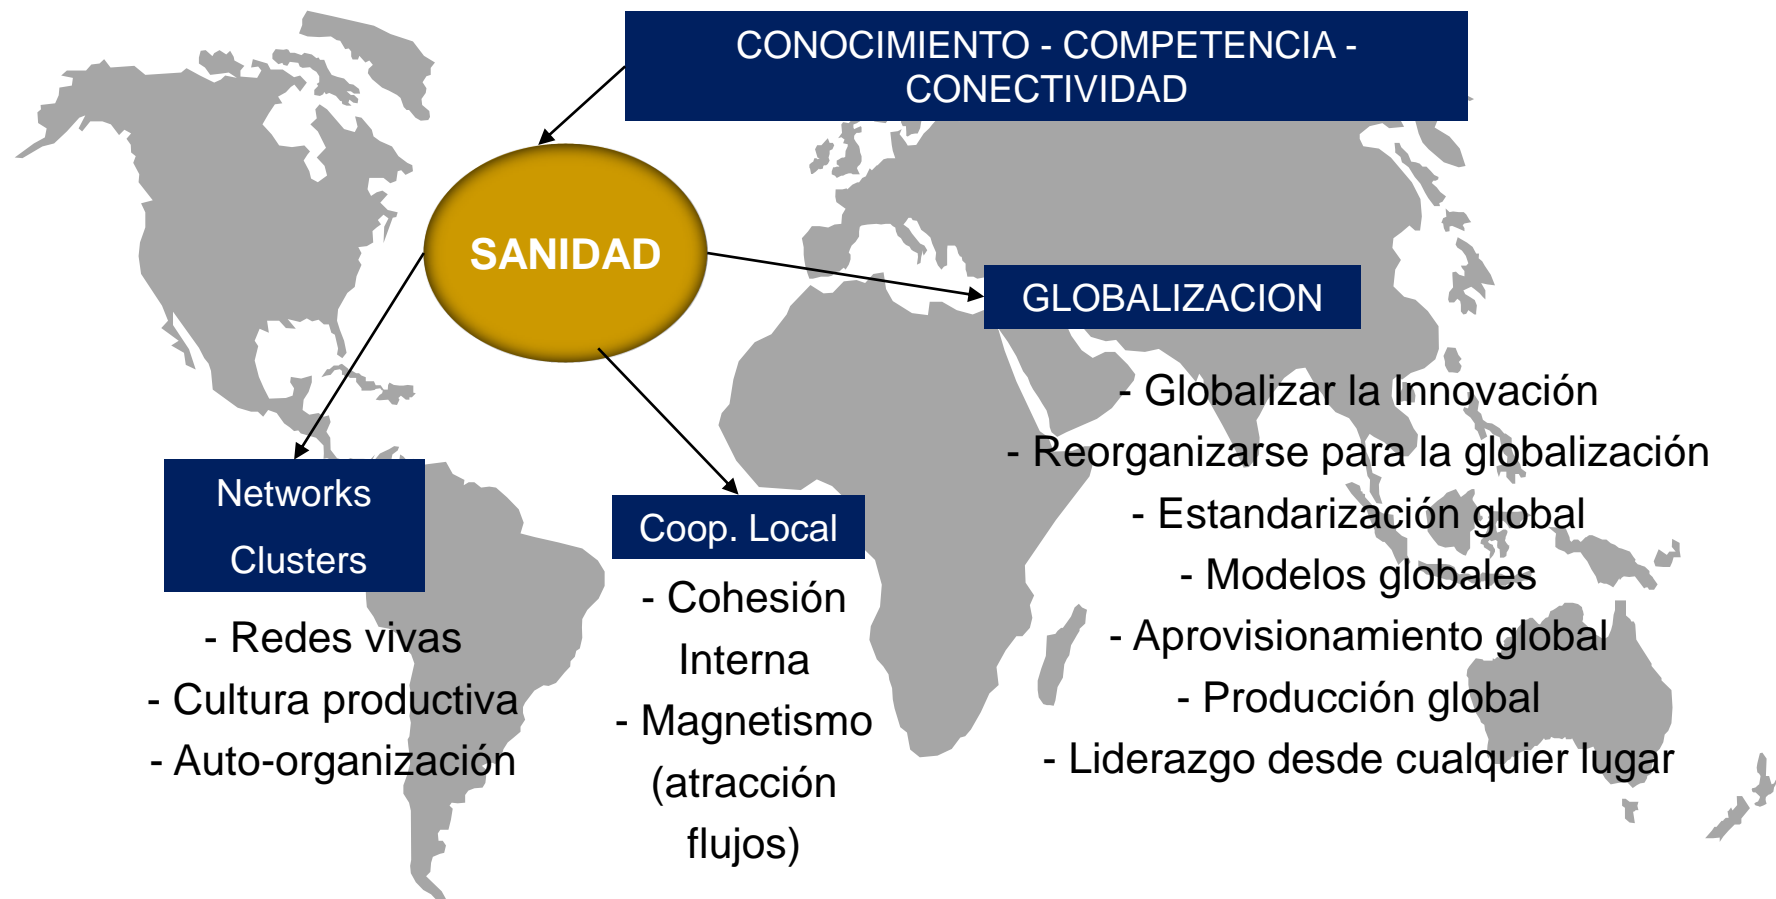 CONOCIMIENTO - COMPETENCIA -
CONECTIVIDAD
SANIDAD
GLOBALIZACION
- Globalizar la Innovación
- Reorganizarse para la globalización
- Estandarización global
- Modelos globales
- Aprovisionamiento global
- Producción global
- Liderazgo desde cualquier lugar
Networks
Clusters
- Redes vivas
- Cultura productiva
- Auto-organización
Coop. Local
- Cohesión
Interna
- Magnetismo
(atracción
flujos)